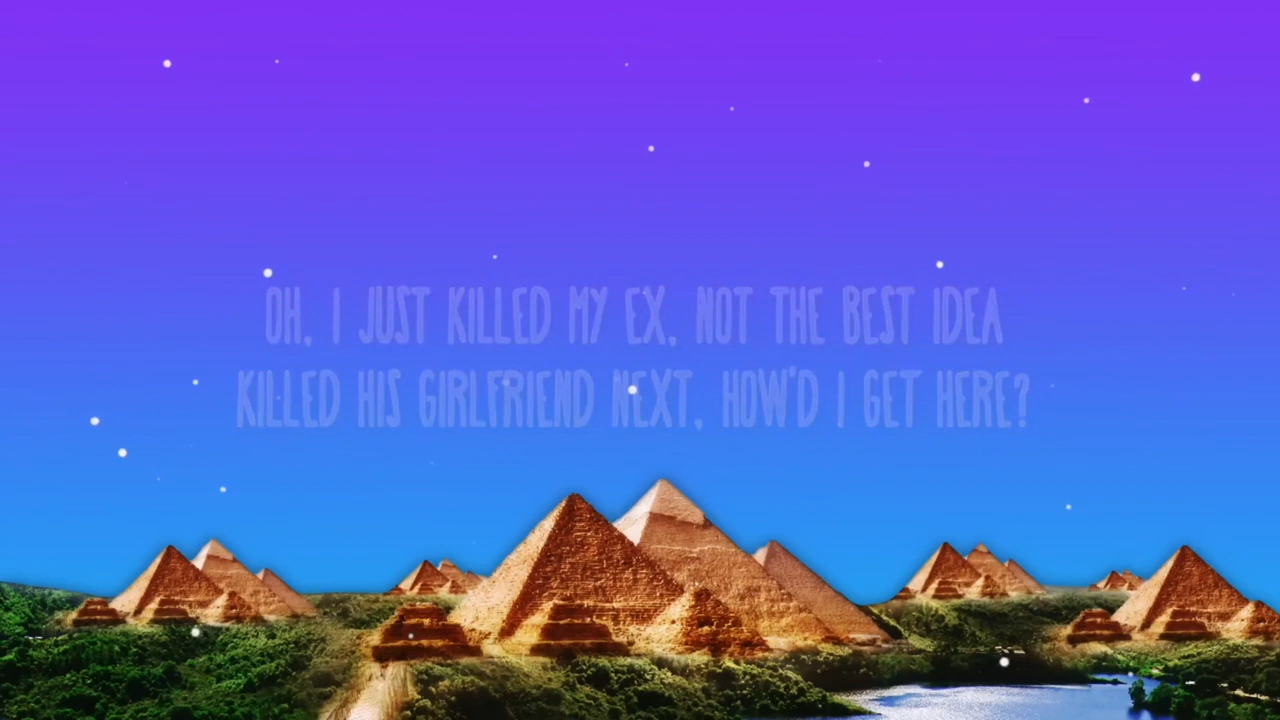 OH, I JUST KILLED MY EX, NOT THE BEST IDEA
KILLED HIS GIRLFRIEND NEXT, HOW'D I GET HERE?